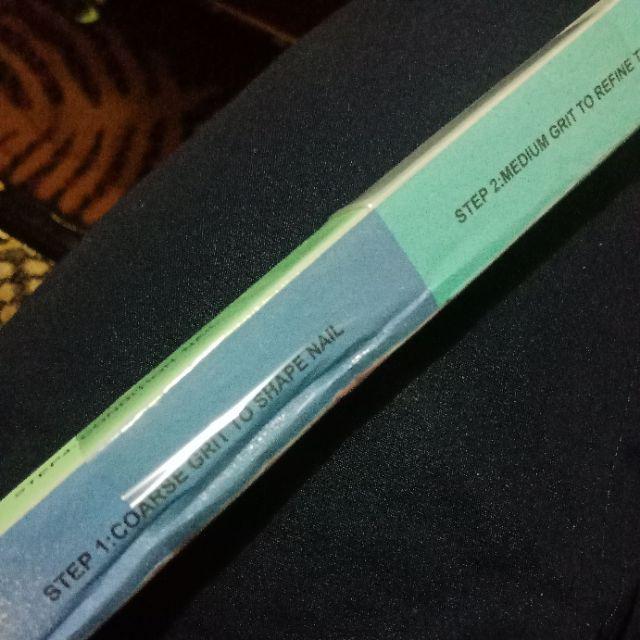 STEP 1:COARSE GRIT TO SHAPE NAIL
STEP 2.MEDIUM GRIT TO REFINE